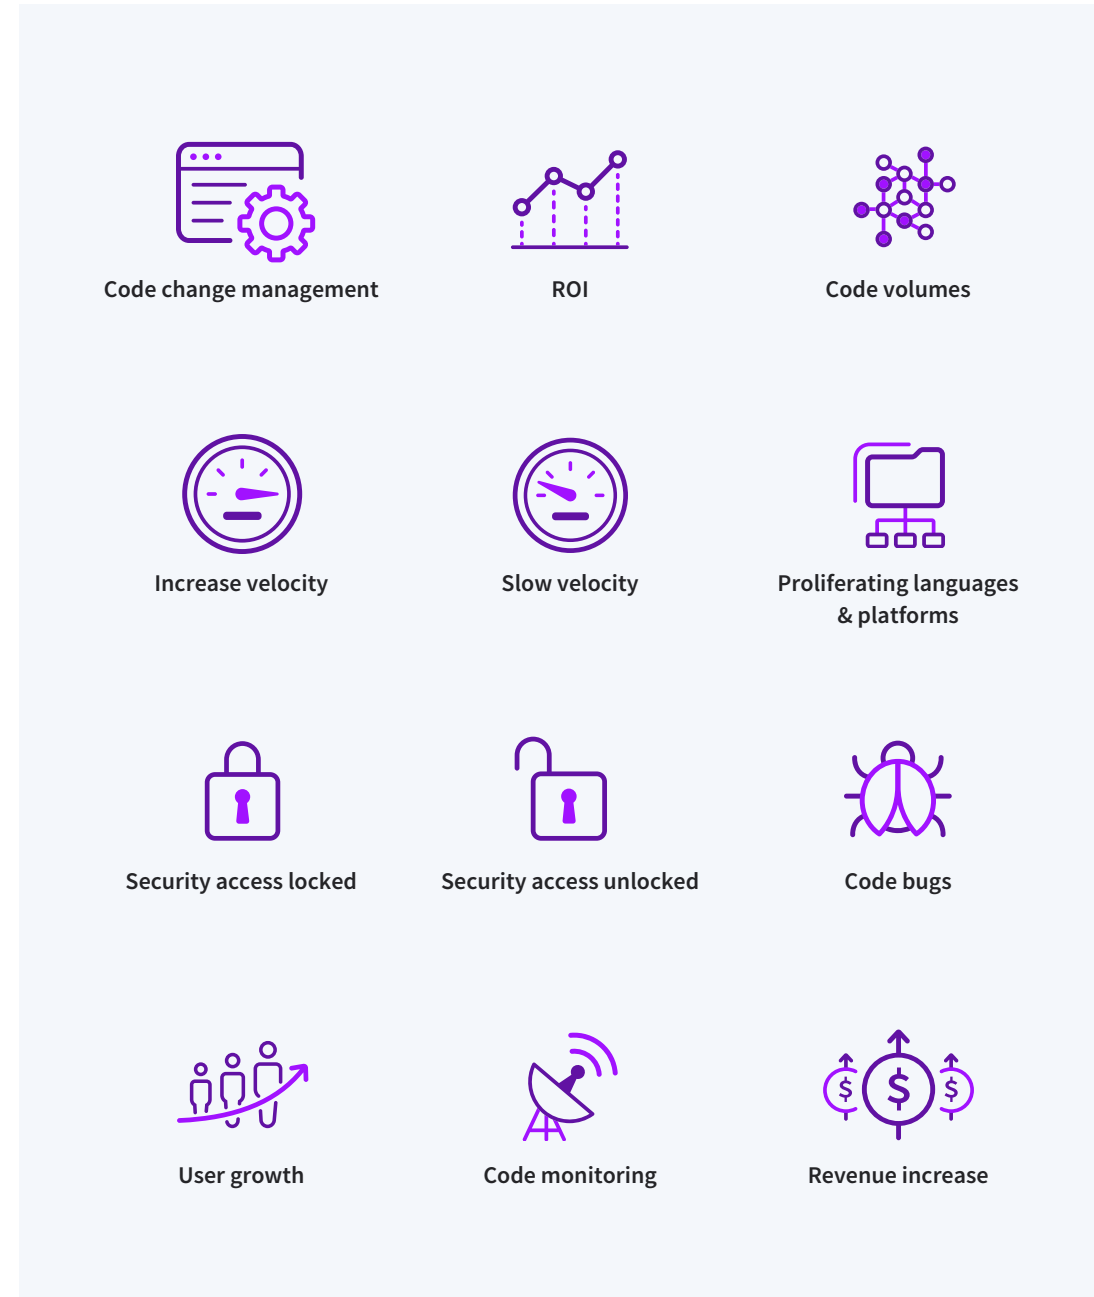 Code change management
ROI
Code volumes
Increase velocity
Slow velocity
Proliferating languages
& platforms
Security access locked
Security access unlocked
Code bugs
User growth
$
$
$
Code monitoring
Revenue increase